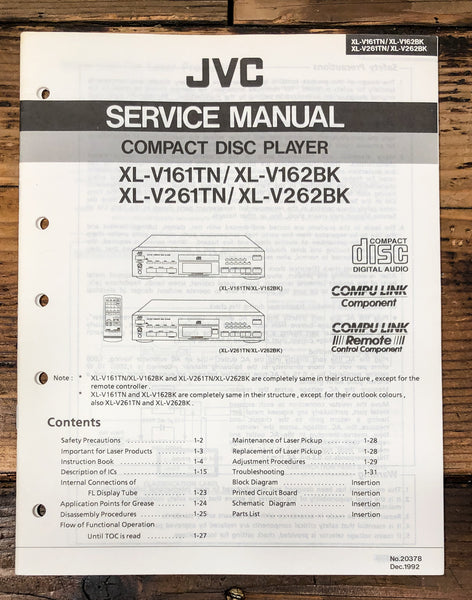 XL-V161TN/ XL-V162BK
XL-V261TN/ XL-V262BK
JVC
SERVICE MANUAL
COMPACT DISC PLAYER
XL-V161TN/ XL-V162BK
XL-V261TN/ XL-V262BK
(XL-V161TN/XL-V162BK)
(XL-V261TN/XL-V262BK)
COMPACT
disc
DIGITAL AUDIO
COMPU LINK
Component
COMPU LINK
Remote
Control Component
Note : * XL-V161TN/XL-V162BK and XL-V261TN/XL-V262BK are completely same in their structure , except for the
remote controller .
* XL-V161TN and XL-V162BK are completely same in their structure , except for their outlook colours ,
also XL-V261TN and XL-V262BK .
Contents
Safety Precautions 1-2
Important for Laser Products 1-3
Instruction Book 1-4
Description of ICs 1-15
Internal Connections of
FL Display Tube 1-23
Application Points for Grease 1-24
Disassembly Procedures 1-25
Flow of Functional Operation
Until TOC is read 1-27
Maintenance of Laser Pickup 1-28
Replacement of Laser Pickup 1-28
Adjustment Procedures 1-29
Troubleshooting 1-31
Block Diagram Insertion
Printed Circuit Board Insertion
Schematic Diagram Insertion
Parts List Insertion
No.20378
Dec.1992